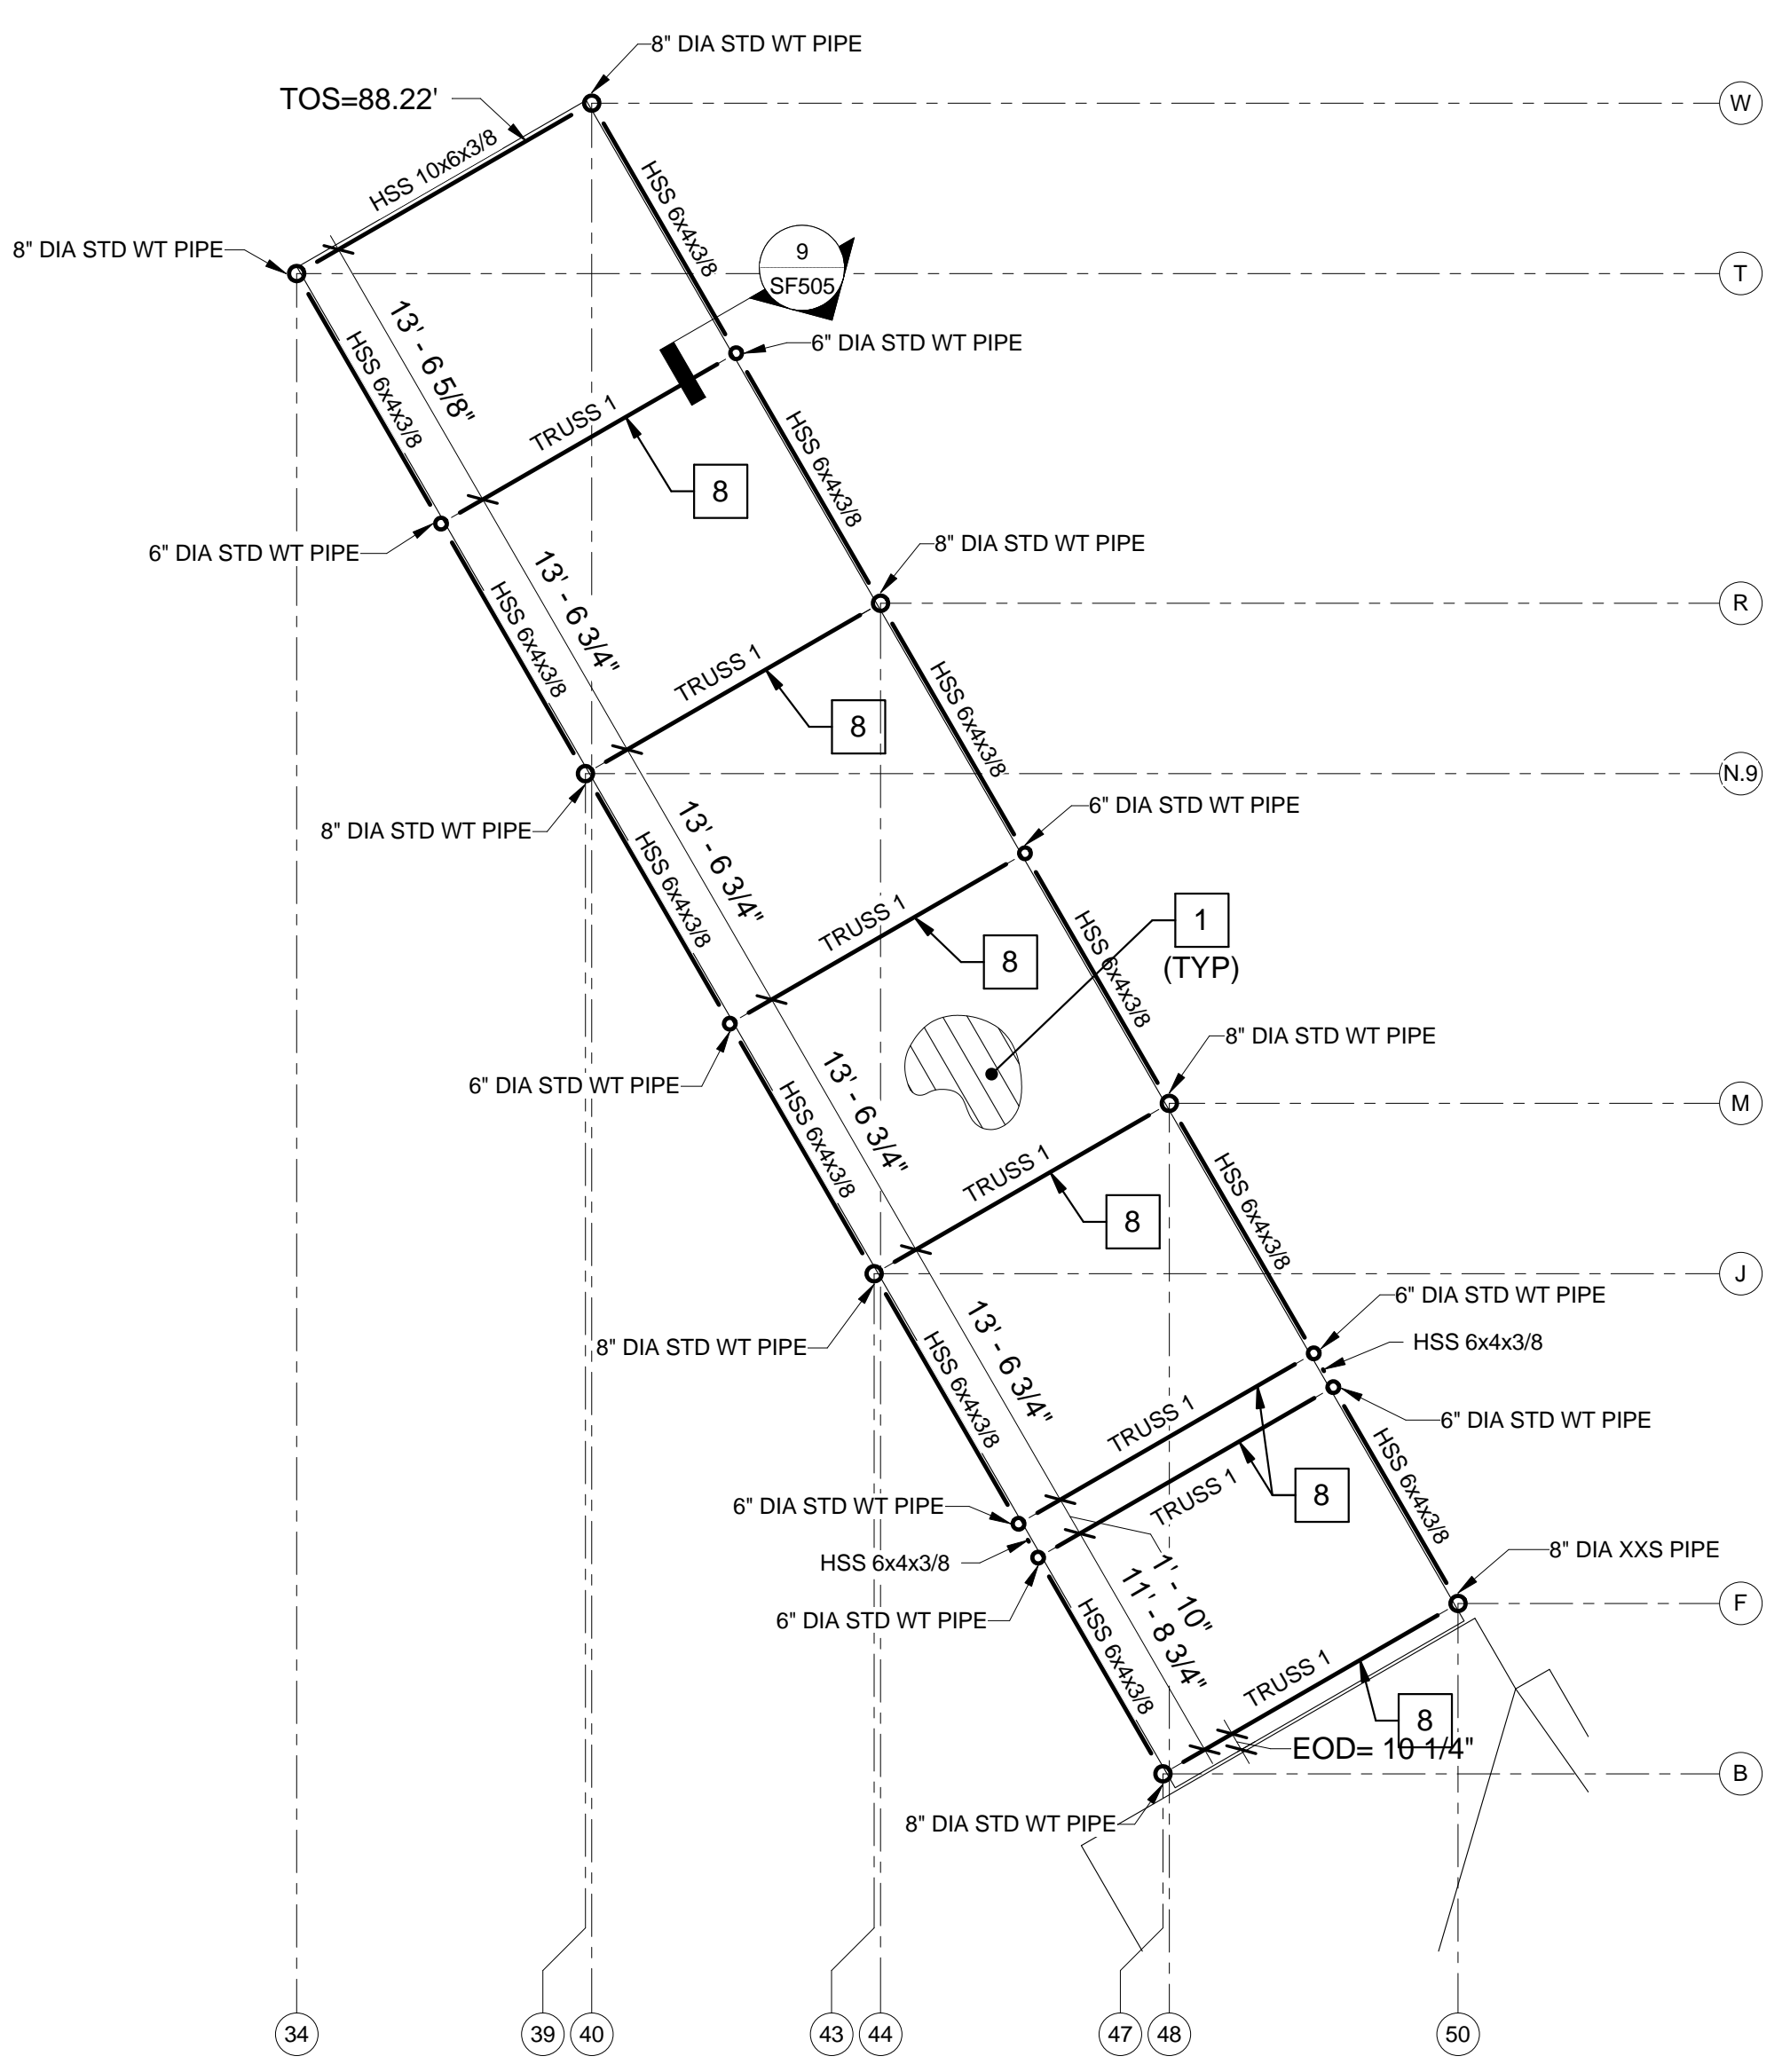 8" DIA STD WT PIPE
TOS=88.22'
W
HSS 10x6x3/8
HSS 6x4x3/8
8" DIA STD WT PIPE
9
SF505
T
13' - 6 5/8"
HSS 6x4x3/8
6" DIA STD WT PIPE
TRUSS 1
HSS 6x4x3/8
8
6" DIA STD WT PIPE
8" DIA STD WT PIPE
13' - 6 3/4"
HSS 6x4x3/8
R
TRUSS 1
HSS 6x4x3/8
8
N.9
8" DIA STD WT PIPE
13' - 6 3/4"
HSS 6x4x3/8
6" DIA STD WT PIPE
TRUSS 1
8
1
(TYP)
HSS 6x4x3/8
8" DIA STD WT PIPE
6" DIA STD WT PIPE
13' - 6 3/4"
HSS 6x4x3/8
M
TRUSS 1
8
HSS 6x4x3/8
J
8" DIA STD WT PIPE
13' - 6 3/4"
HSS 6x4x3/8
6" DIA STD WT PIPE
HSS 6x4x3/8
TRUSS 1
6" DIA STD WT PIPE
HSS 6x4x3/8
TRUSS 1
8
6" DIA STD WT PIPE
HSS 6x4x3/8
1' - 10"
8" DIA XXS PIPE
6" DIA STD WT PIPE
11' - 8 3/4"
HSS 6x4x3/8
F
TRUSS 1
8
EOD= 10 1/4"
B
8" DIA STD WT PIPE
34
39
40
43
44
47
48
50